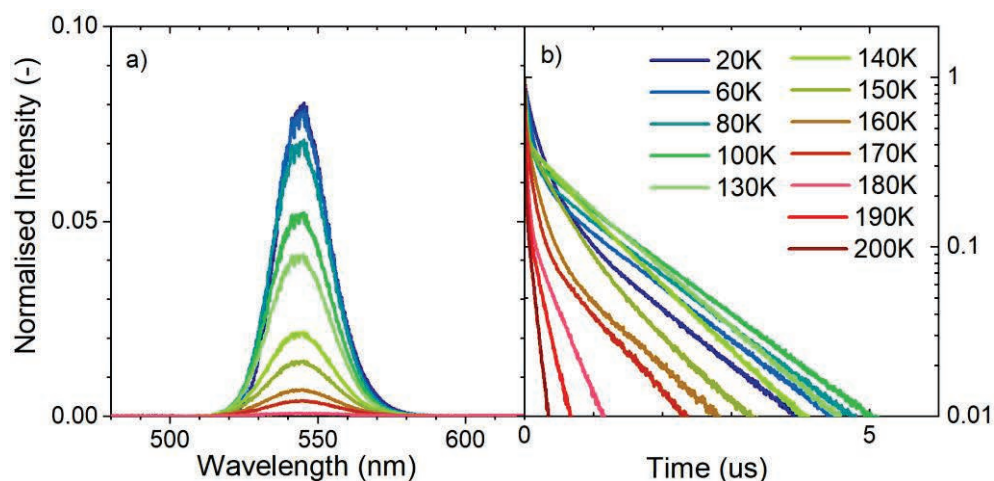 0.10
0.05
0.00
Normalised Intensity (-)
a)
500
550
600
Wavelength (nm)
b)
20K
60K
80K
100K
130K
140K
150K
160K
170K
180K
190K
200K
1
0.1
0.01
0
5
Time (us)